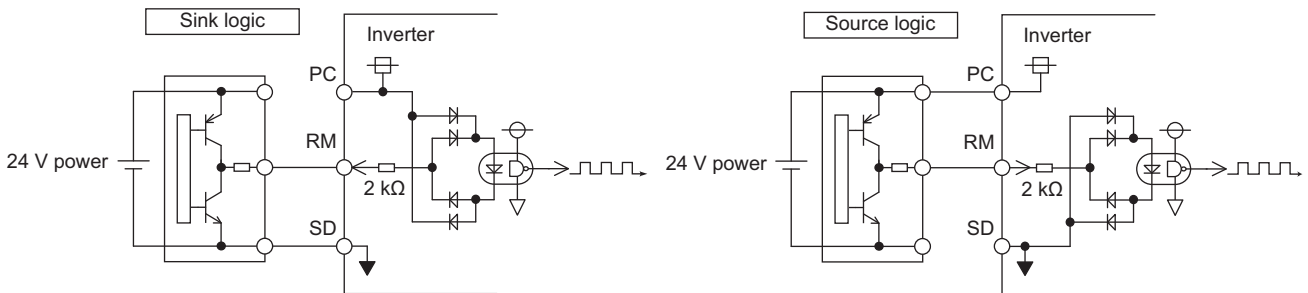 Sink logic
Inverter
PC
RM
24 V power
2 kΩ
SD
Source logic
Inverter
PC
RM
24 V power
2 kΩ
SD